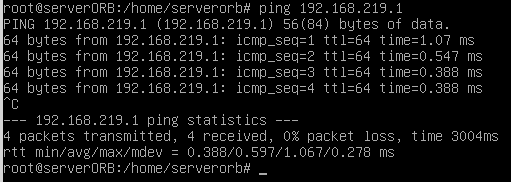 root@serverORB:/home/serverorb# ping 192.168.219.1
PING 192.168.219.1 (192.168.219.1) 56(84) bytes of data.
64 bytes from 192.168.219.1: icmp_seq=1 ttl=64 time=1.07 ms
64 bytes from 192.168.219.1: icmp_seq=2 ttl=64 time=0.547 ms
64 bytes from 192.168.219.1: icmp_seq=3 ttl=64 time=0.388 ms
64 bytes from 192.168.219.1: icmp_seq=4 ttl=64 time=0.388 ms
^C
--- 192.168.219.1 ping statistics ---
4 packets transmitted, 4 received, 0% packet loss, time 3004ms
rtt min/avg/max/mdev = 0.388/0.597/1.067/0.278 ms
root@serverORB:/home/serverorb# _